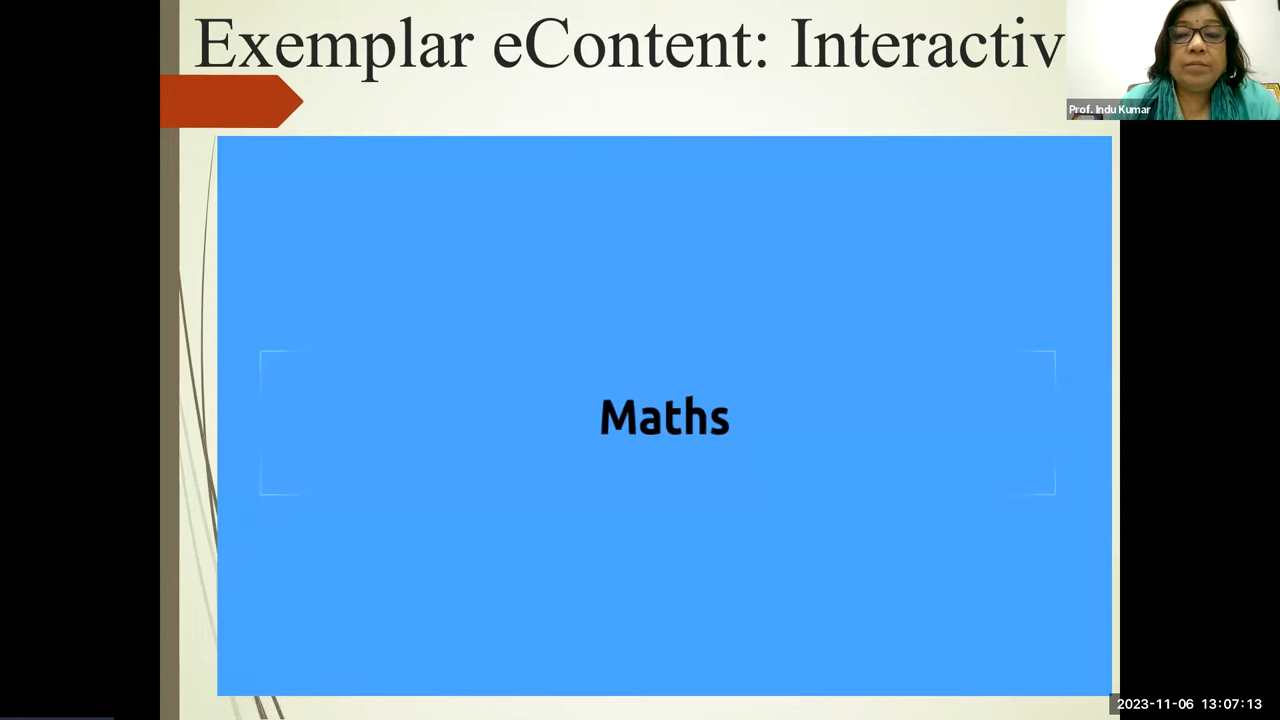 Exemplar eContent: Interactiv
Prof. Indu Kumar
Maths
2023-11-06 13:07:13